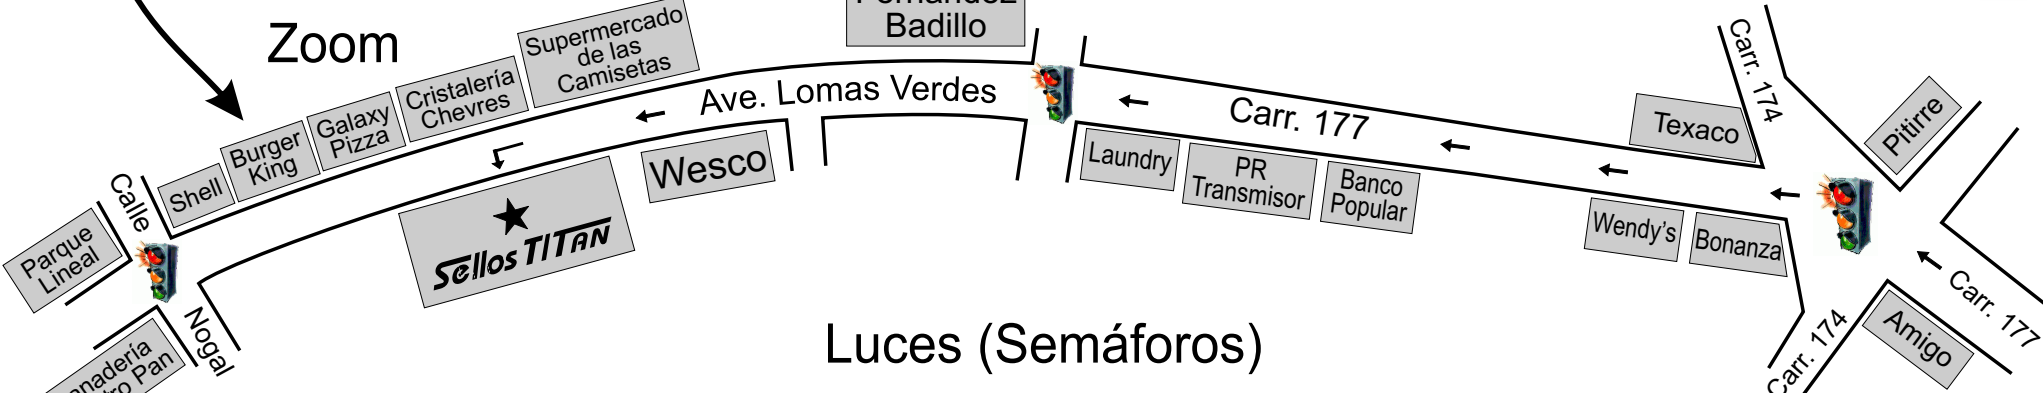 Zoom
Supermercado
de las
Camisetas
Cristalería
Chevres
Galaxy
Pizza
Burger
King
Shell
Calle
Parque
Lineal
Nogal
Badillo
Ave. Lomas Verdes
Wesco
Sellos TITAN
Carr. 177
Laundry
PR
Transmisor
Banco
Popular
Texaco
Carr. 174
Pitirre
Wendy's
Bonanza
Carr. 177
Amigo
Carr. 174
Luces (Semáforos)